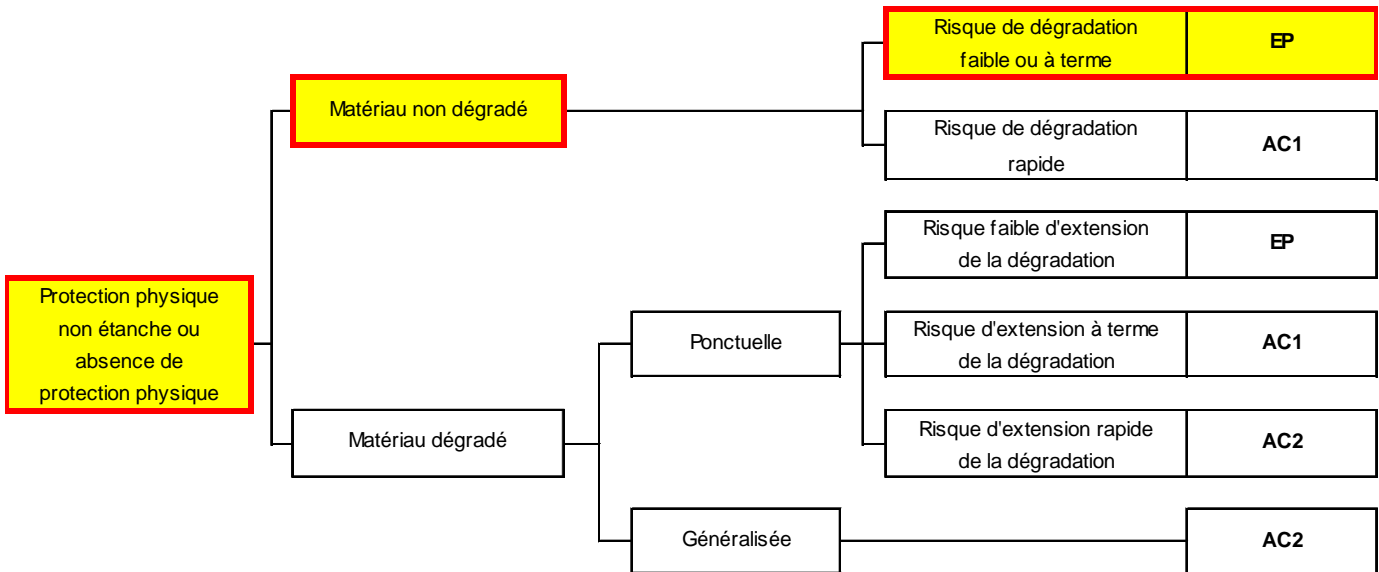 Risque de dégradation
faible ou à terme
EP
Matériau non dégradé
Risque de dégradation
rapide
AC1
Risque faible d'extension
de la dégradation
EP
Protection physique
non étanche ou
absence de
protection physique
Ponctuelle
Risque d'extension à terme
de la dégradation
AC1
Matériau dégradé
Risque d'extension rapide
de la dégradation
AC2
Généralisée
AC2